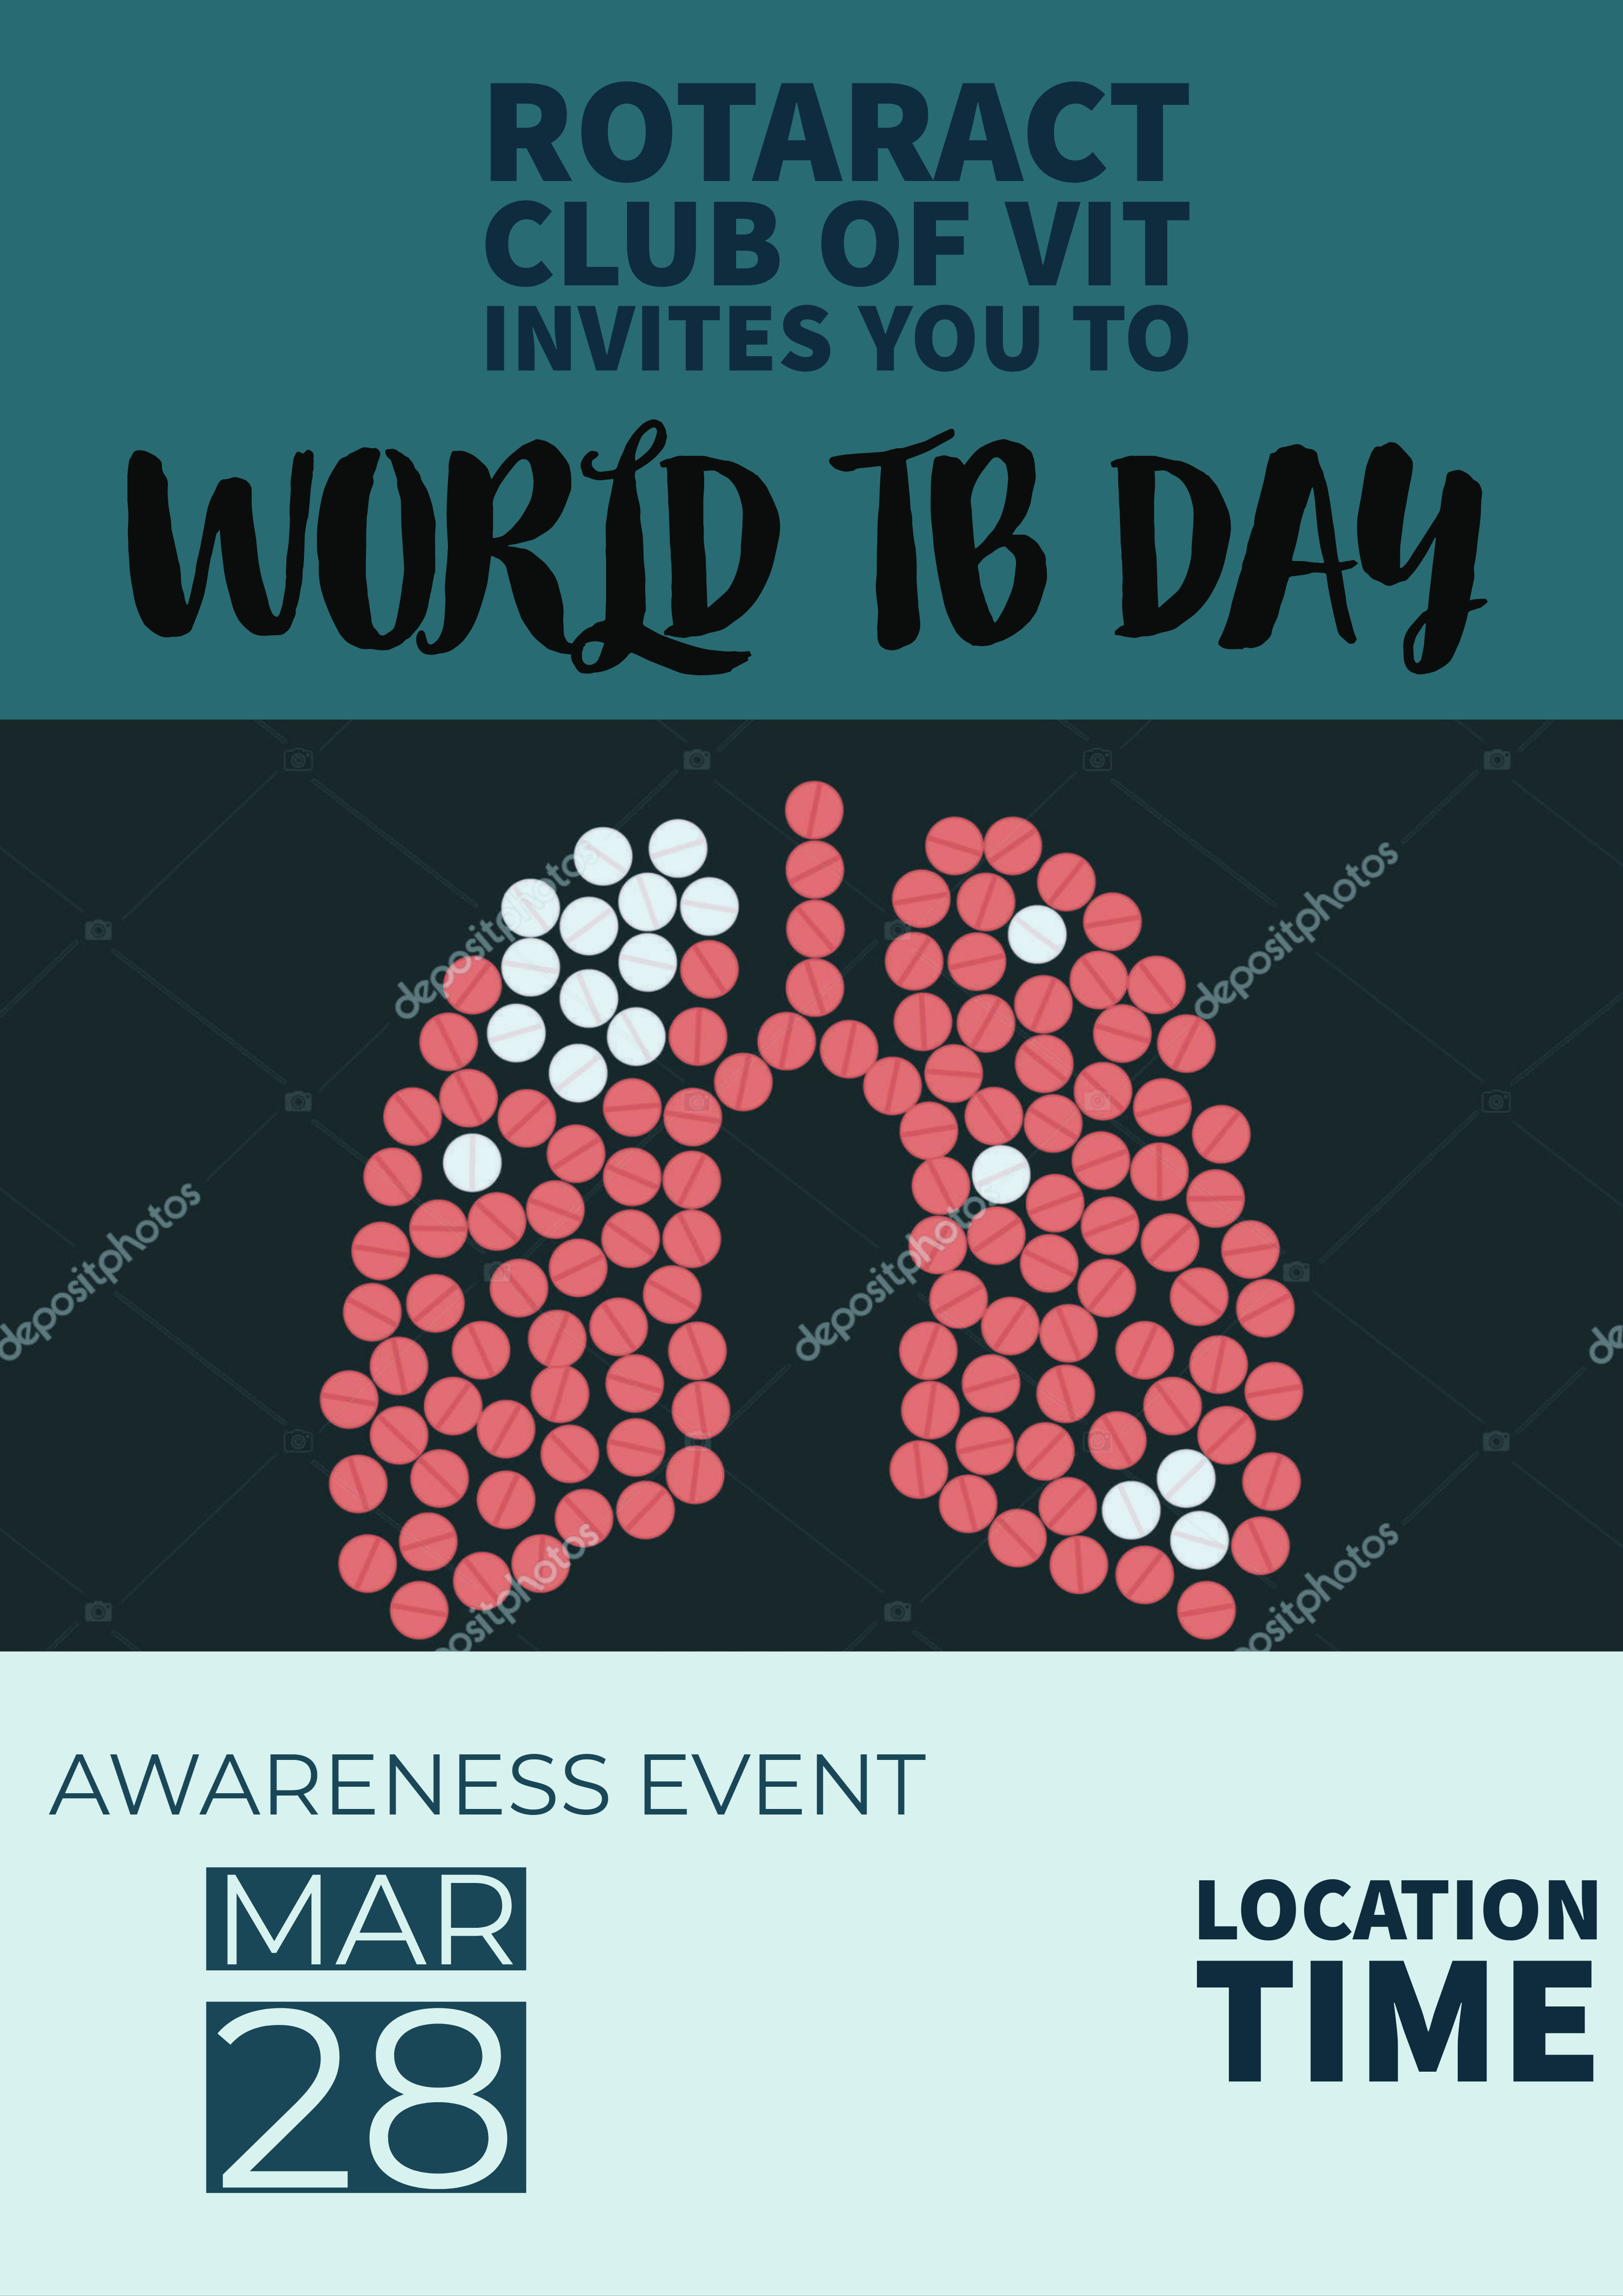 ROTARACT
CLUB OF VIT
INVITES YOU TO
WORLD TB DAY
depositphotos
depositphotos
depositphotos
depositphotos
de
depositphotos
depositphotos
AWARENESS EVENT
MAR
28
LOCATION
TIME